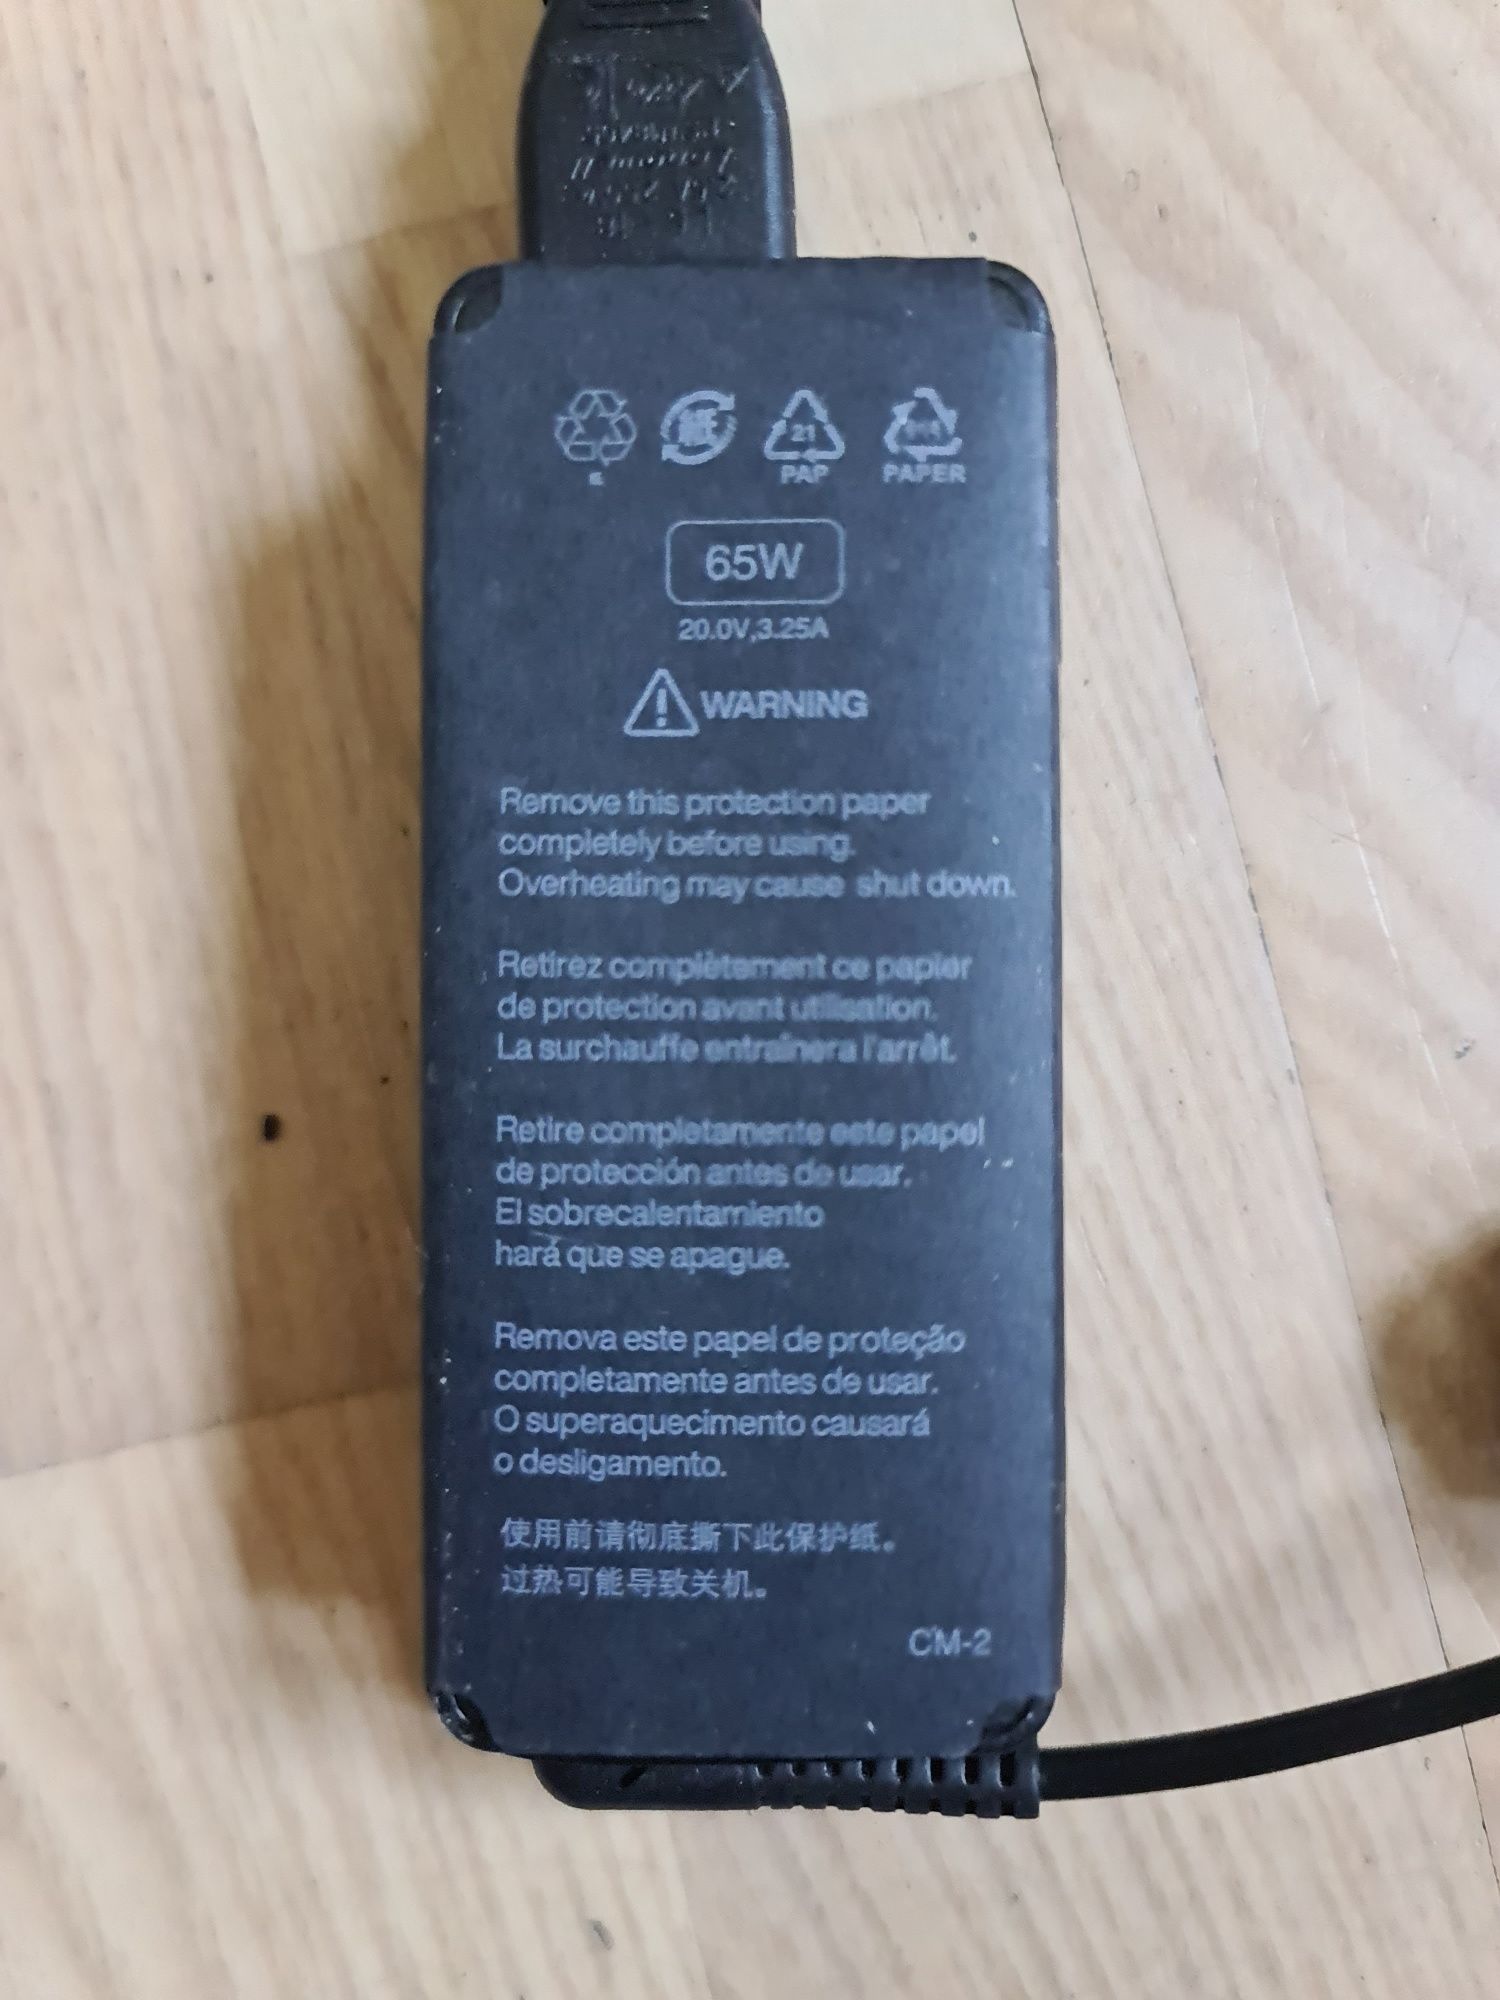 21
PAP
PAPER
65W
20.0V,3.25A
WARNING
Remove this protection paper
completely before using.
Overheating may cause shut down.
Retirez complètement ce papier
de protection avant utilisation.
La surchauffe entraînera l'arrêt.
Retire completamente este papel
de protección antes de usar.
El sobrecalentamiento
hará que se apague.
Remova este papel de proteção
completamente antes de usar.
O superaquecimento causará
o desligamento.
使用前请彻底撕下此保护纸。
过热可能导致关机。
CM-2